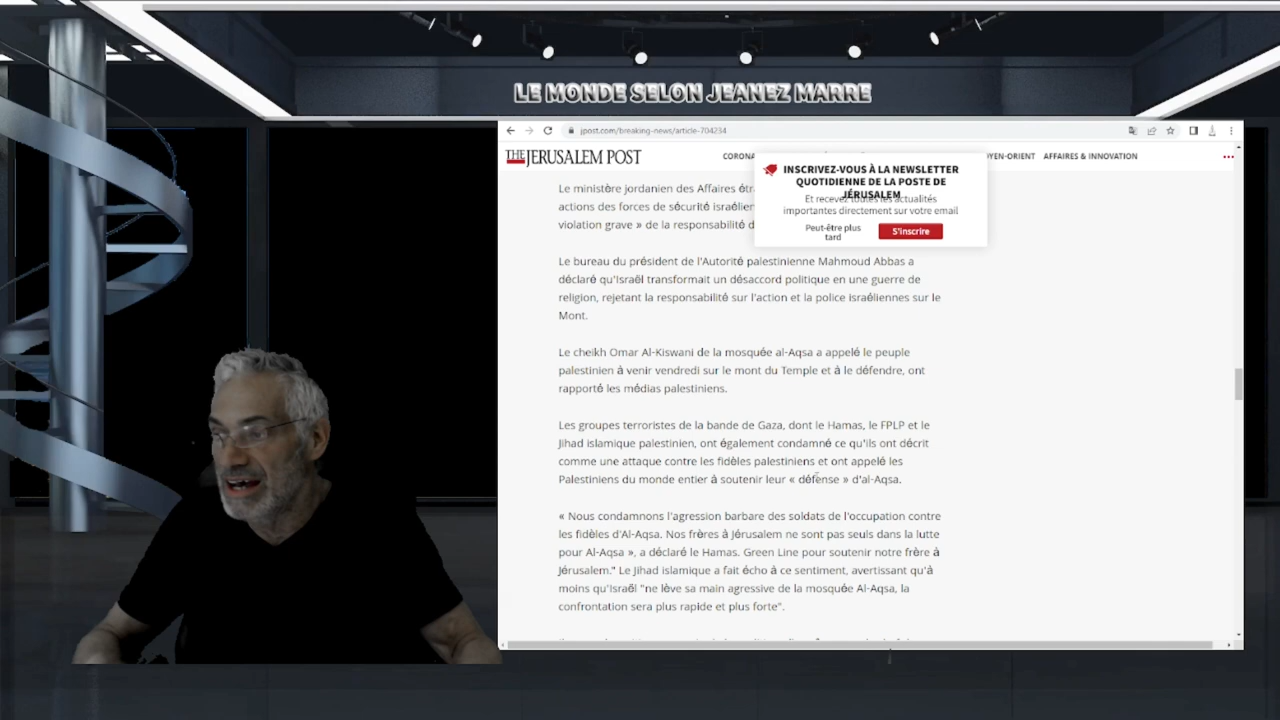 LE MONDE SELON JEANEZ MARRE
jpost.com/breaking-news/article-704234
THE JERUSALEM POST
CORONA
OYEN-ORIENT AFFAIRES & INNOVATION
INSCRIVEZ-VOUS À LA NEWSLETTER
QUOTIDIENNE DE LA POSTE DE
JÉRUSALEM
Et recevez toutes les actualités
importantes directement sur votre email
Peut-être plus
tard
S'inscrire
Le ministère jordanien des Affaires étra
actions des forces de sécurité israélien
violation grave » de la responsabilité d
Le bureau du président de l'Autorité palestinienne Mahmoud Abbas a
déclaré qu'Israël transformait un désaccord politique en une guerre de
religion, rejetant la responsabilité sur l'action et la police israéliennes sur le
Mont.
Le cheikh Omar Al-Kiswani de la mosquée al-Aqsa a appelé le peuple
palestinien à venir vendredi sur le mont du Temple et à le défendre, ont
rapporté les médias palestiniens.
Les groupes terroristes de la bande de Gaza, dont le Hamas, le FPLP et le
Jihad islamique palestinien, ont également condamné ce qu'ils ont décrit
comme une attaque contre les fidèles palestiniens et ont appelé les
Palestiniens du monde entier à soutenir leur « défense » d'al-Aqsa.
« Nous condamnons l'agression barbare des soldats de l'occupation contre
les fidèles d'Al-Aqsa. Nos frères à Jérusalem ne sont pas seuls dans la lutte
pour Al-Aqsa », a déclaré le Hamas. Green Line pour soutenir notre frère à
Jérusalem." Le Jihad islamique a fait écho à ce sentiment, avertissant qu'à
moins qu'Israël "ne lève sa main agressive de la mosquée Al-Aqsa, la
confrontation sera plus rapide et plus forte".